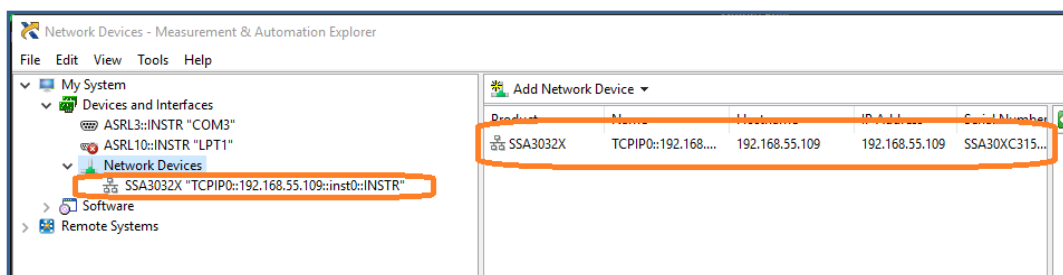 Network Devices - Measurement & Automation Explorer
File Edit View Tools Help
My System
Devices and Interfaces
ASRL3::INSTR "COM3"
ASRL10::INSTR "LPT1"
Network Devices
SSA3032X "TCPIP0::192.168.55.109::inst0::INSTR"
Software
Remote Systems
Add Network Device
Product Name Hostname IP Address Serial Number
SSA3032X TCPIP0::192.168.... 192.168.55.109 192.168.55.109 SSA30XC315...